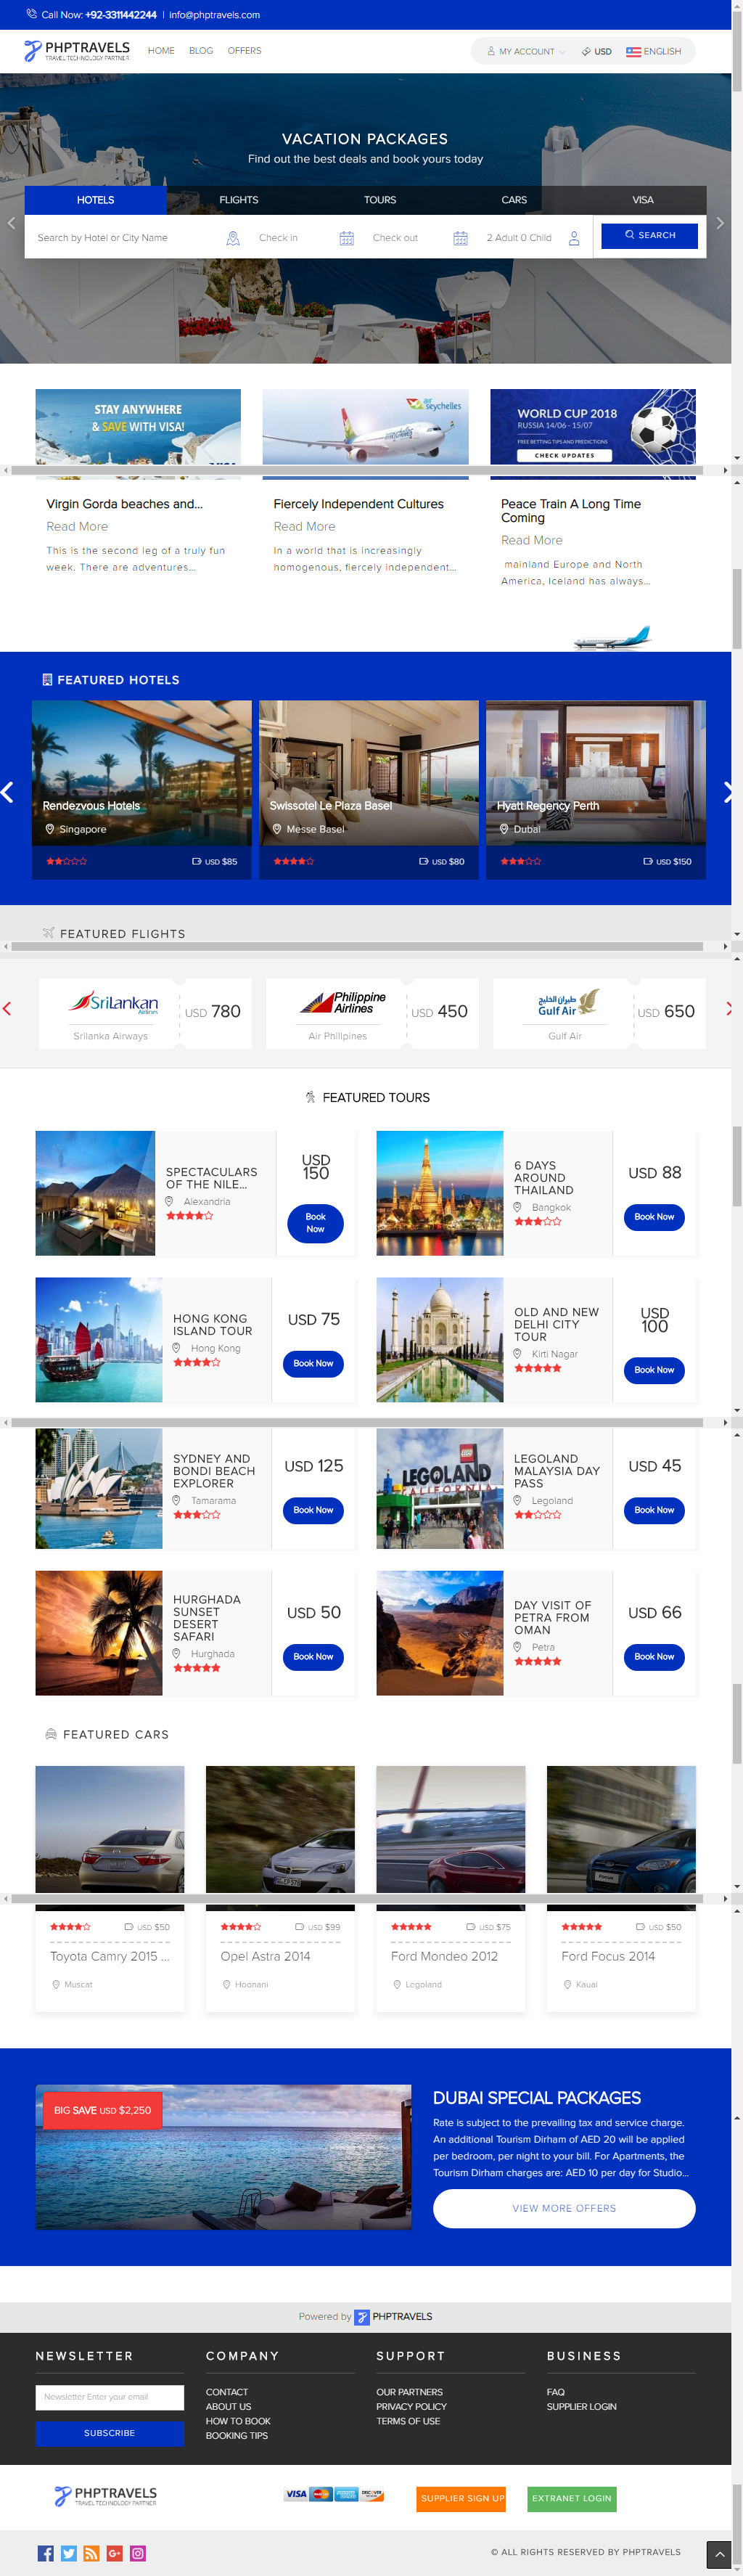 Call Now: +92-3311442244 | info@phptravels.com
PHPTRAVELS
TRAVEL TECHNOLOGY PARTNER
HOME BLOG OFFERS
MY ACCOUNT USD ENGLISH
VACATION PACKAGES
Find out the best deals and book yours today
HOTELS FLIGHTS TOURS CARS VISA
Search by Hotel or City Name Check in Check out 2 Adult 0 Child SEARCH
STAY ANYWHERE
& SAVE WITH VISA!
air
seychelles
WORLD CUP 2018
RUSSIA 14/06 - 15/07
FREE BETTING TIPS AND PREDICTIONS
CHECK UPDATES
Virgin Gorda beaches and...
Read More
This is the second leg of a truly fun
week. There are adventures...
Fiercely Independent Cultures
Read More
In a world that is increasingly
homogenous, fiercely independent...
Peace Train A Long Time
Coming
Read More
mainland Europe and North
America, Iceland has always...
FEATURED HOTELS
Rendezvous Hotels
Singapore
USD $85
Swissotel Le Plaza Basel
Messe Basel
USD $80
Hyatt Regency Perth
Dubai
USD $150
FEATURED FLIGHTS
SriLankan
Airlines
Srilanka Airways
USD 780
Philippine
Airlines
Air Phillpines
USD 450
طيران الخليج
Gulf Air
Gulf Air
USD 650
FEATURED TOURS
SPECTACULARS
OF THE NILE...
Alexandria
USD
150
Book
Now
6 DAYS
AROUND
THAILAND
Bangkok
USD 88
Book Now
HONG KONG
ISLAND TOUR
Hong Kong
USD 75
Book Now
OLD AND NEW
DELHI CITY
TOUR
Kirti Nagar
USD
100
Book Now
SYDNEY AND
BONDI BEACH
EXPLORER
Tamarama
USD 125
Book Now
LEGO
LEGOLAND
CALIFORNIA
LEGOLAND
MALAYSIA DAY
PASS
Legoland
USD 45
Book Now
HURGHADA
SUNSET
DESERT
SAFARI
Hurghada
USD 50
Book Now
DAY VISIT OF
PETRA FROM
OMAN
Petra
USD 66
Book Now
FEATURED CARS
USD $50
Toyota Camry 2015 ...
Muscat
USD $99
Opel Astra 2014
Hoonani
USD $75
Ford Mondeo 2012
Legoland
USD $50
Ford Focus 2014
Kauai
BIG SAVE USD $2,250
DUBAI SPECIAL PACKAGES
Rate is subject to the prevailing tax and service charge.
An additional Tourism Dirham of AED 20 will be applied
per bedroom, per night to your bill. For Apartments, the
Tourism Dirham charges are: AED 10 per day for Studio...
VIEW MORE OFFERS
Powered by PHPTRAVELS
NEWSLETTER
Newsletter Enter your email
SUBSCRIBE
COMPANY
CONTACT
ABOUT US
HOW TO BOOK
BOOKING TIPS
SUPPORT
OUR PARTNERS
PRIVACY POLICY
TERMS OF USE
BUSINESS
FAQ
SUPPLIER LOGIN
PHPTRAVELS
TRAVEL TECHNOLOGY PARTNER
VISA
SUPPLIER SIGN UP
EXTRANET LOGIN
© ALL RIGHTS RESERVED BY PHPTRAVELS